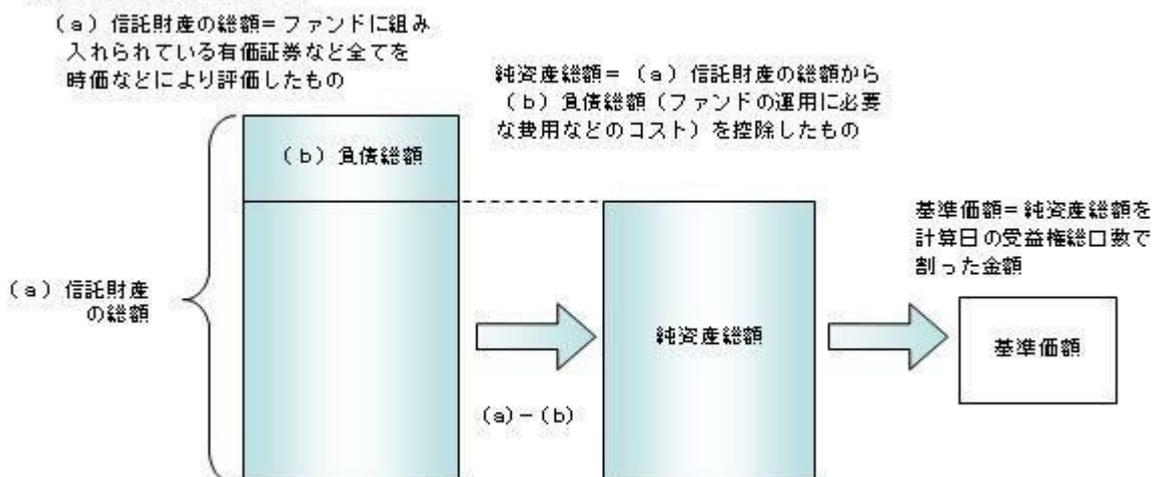 (a)信託財産の総額=ファンドに組み
入れられている有価証券など全てを
時価などにより評価したもの
純資産総額=(a)信託財産の総額から
(b)負債総額(ファンドの運用に必要
な費用などのコスト)を控除したもの
(b)負債総額
基準価額=純資産総額を
計算日の受益権総口数で
割った金額
(a)信託財産
の総額
純資産総額
基準価額
(a)-(b)